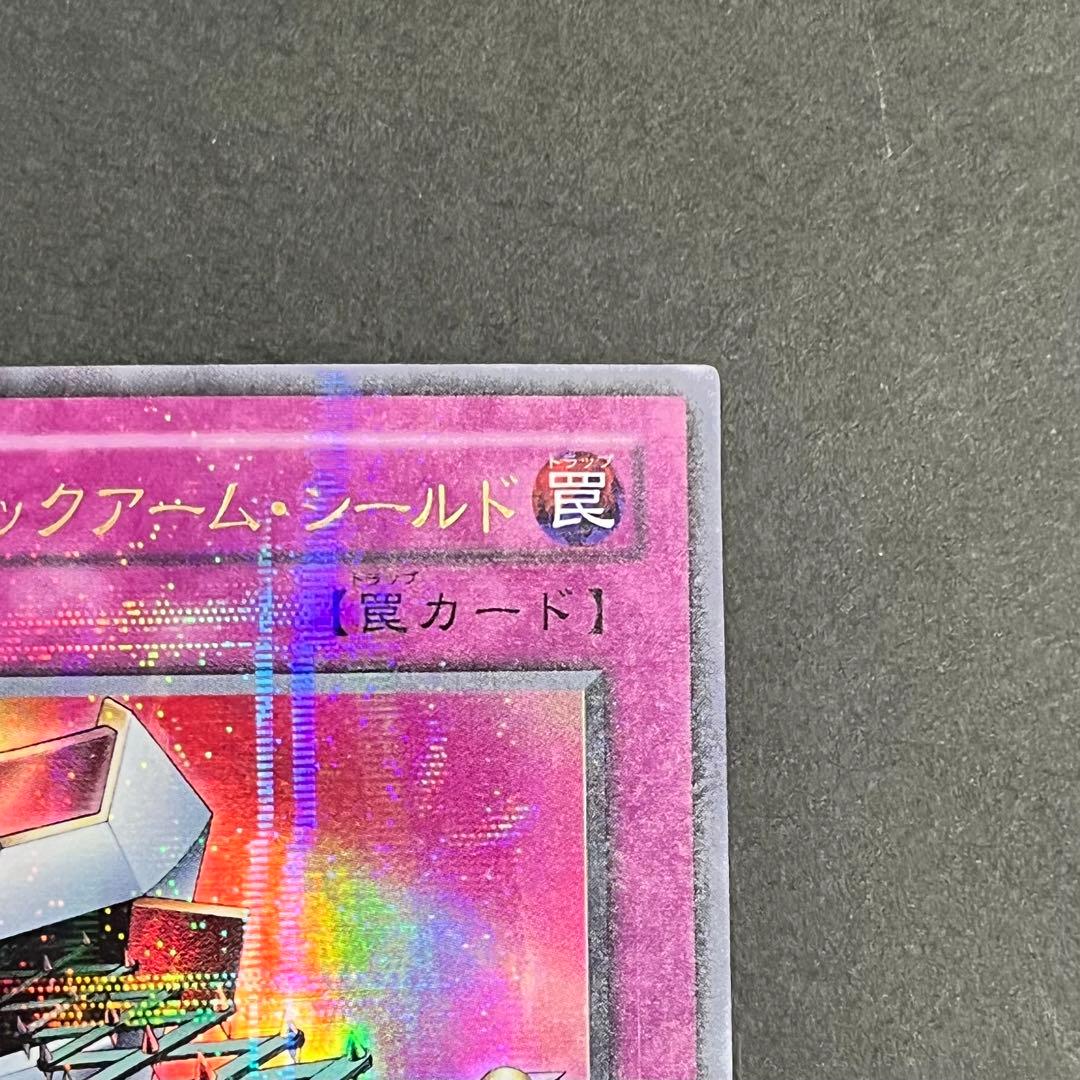 ックアーム・シールド
トラップ
罠
トラップ
【罠カード】